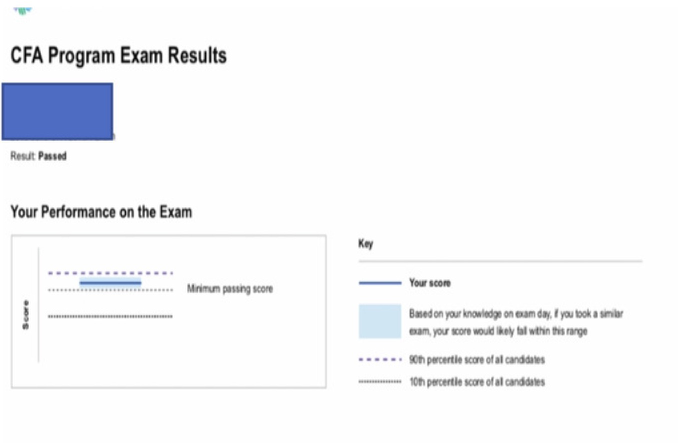 CFA Program Exam Results
Result: Passed
Your Performance on the Exam
Score
Minimum passing score
Key
Your score
Based on your knowledge on exam day, if you took a similar
exam, your score would likely fall within this range
90th percentile score of all candidates
10th percentile score of all candidates